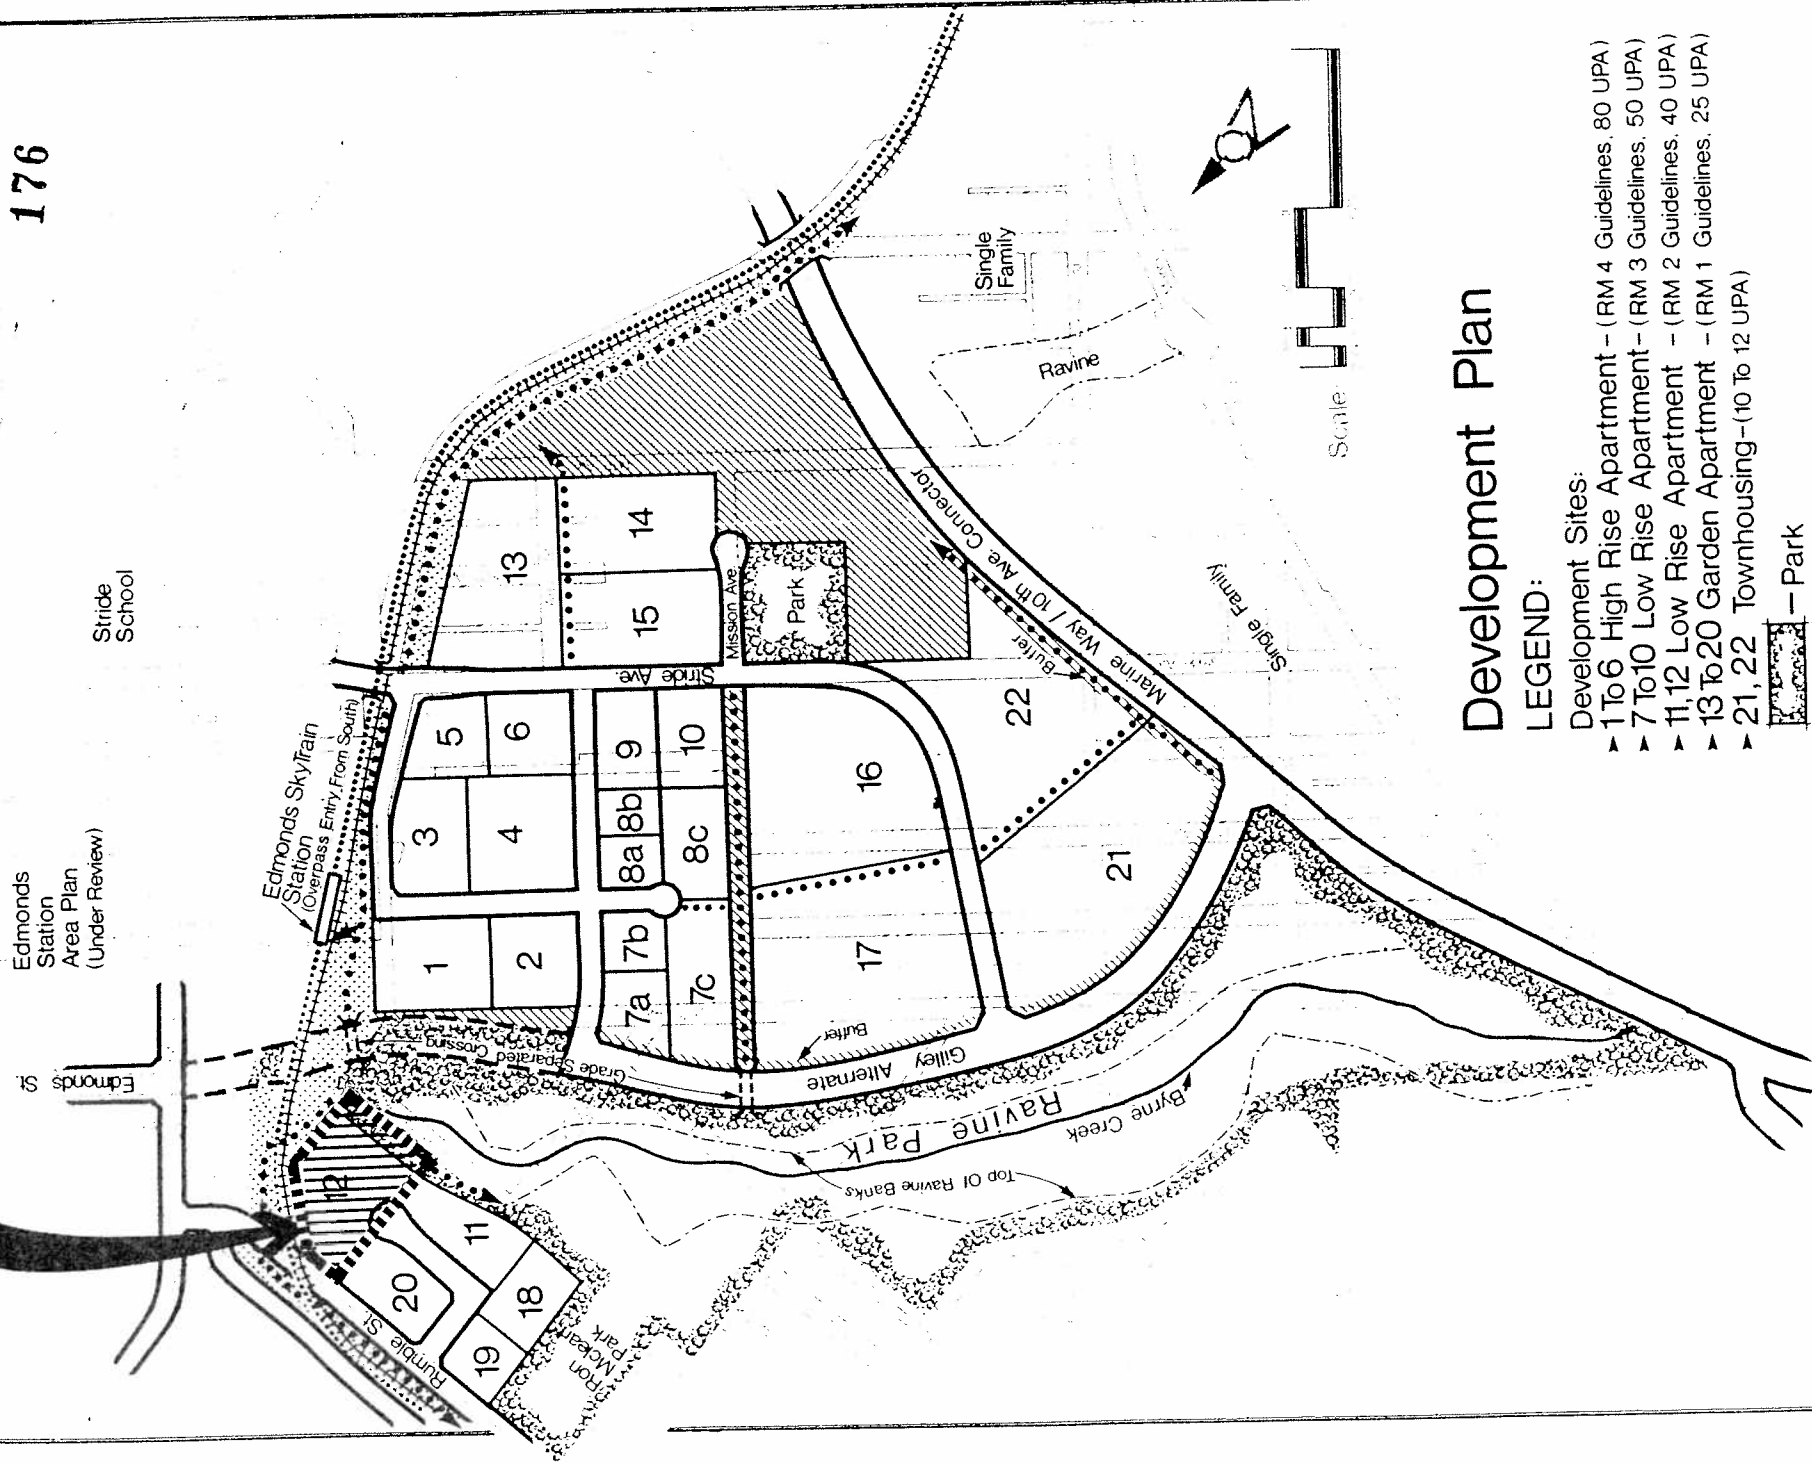 176
Stride
School
Edmonds
Station
Area Plan
(Under Review)
Edmonds St.
Edmonds SkyTrain
Station
(Overpass Entry From South)
1
2
3
4
5
6
7a
7b
7c
8a
8b
8c
9
10
11
12
13
14
15
16
17
18
19
20
21
22
Stride Ave.
Mission Ave.
Park
Buffer
Marine Way / 10th Ave. Connector
Single
Family
Ravine
Single Family
Grade Separated Crossing
Buffer
Alternate Gilley
Ravine Park
Byrne Creek
Top Of Ravine Banks
Rumble St.
Ron
Mclean
Park
Scale
Development Plan
LEGEND:
Development Sites:
1 To 6 High Rise Apartment - (RM 4 Guidelines. 80 UPA)
7 To 10 Low Rise Apartment - (RM 3 Guidelines. 50 UPA)
11,12 Low Rise Apartment - (RM 2 Guidelines. 40 UPA)
13 To 20 Garden Apartment - (RM 1 Guidelines. 25 UPA)
21, 22 Townhousing - (10 To 12 UPA)
— Park